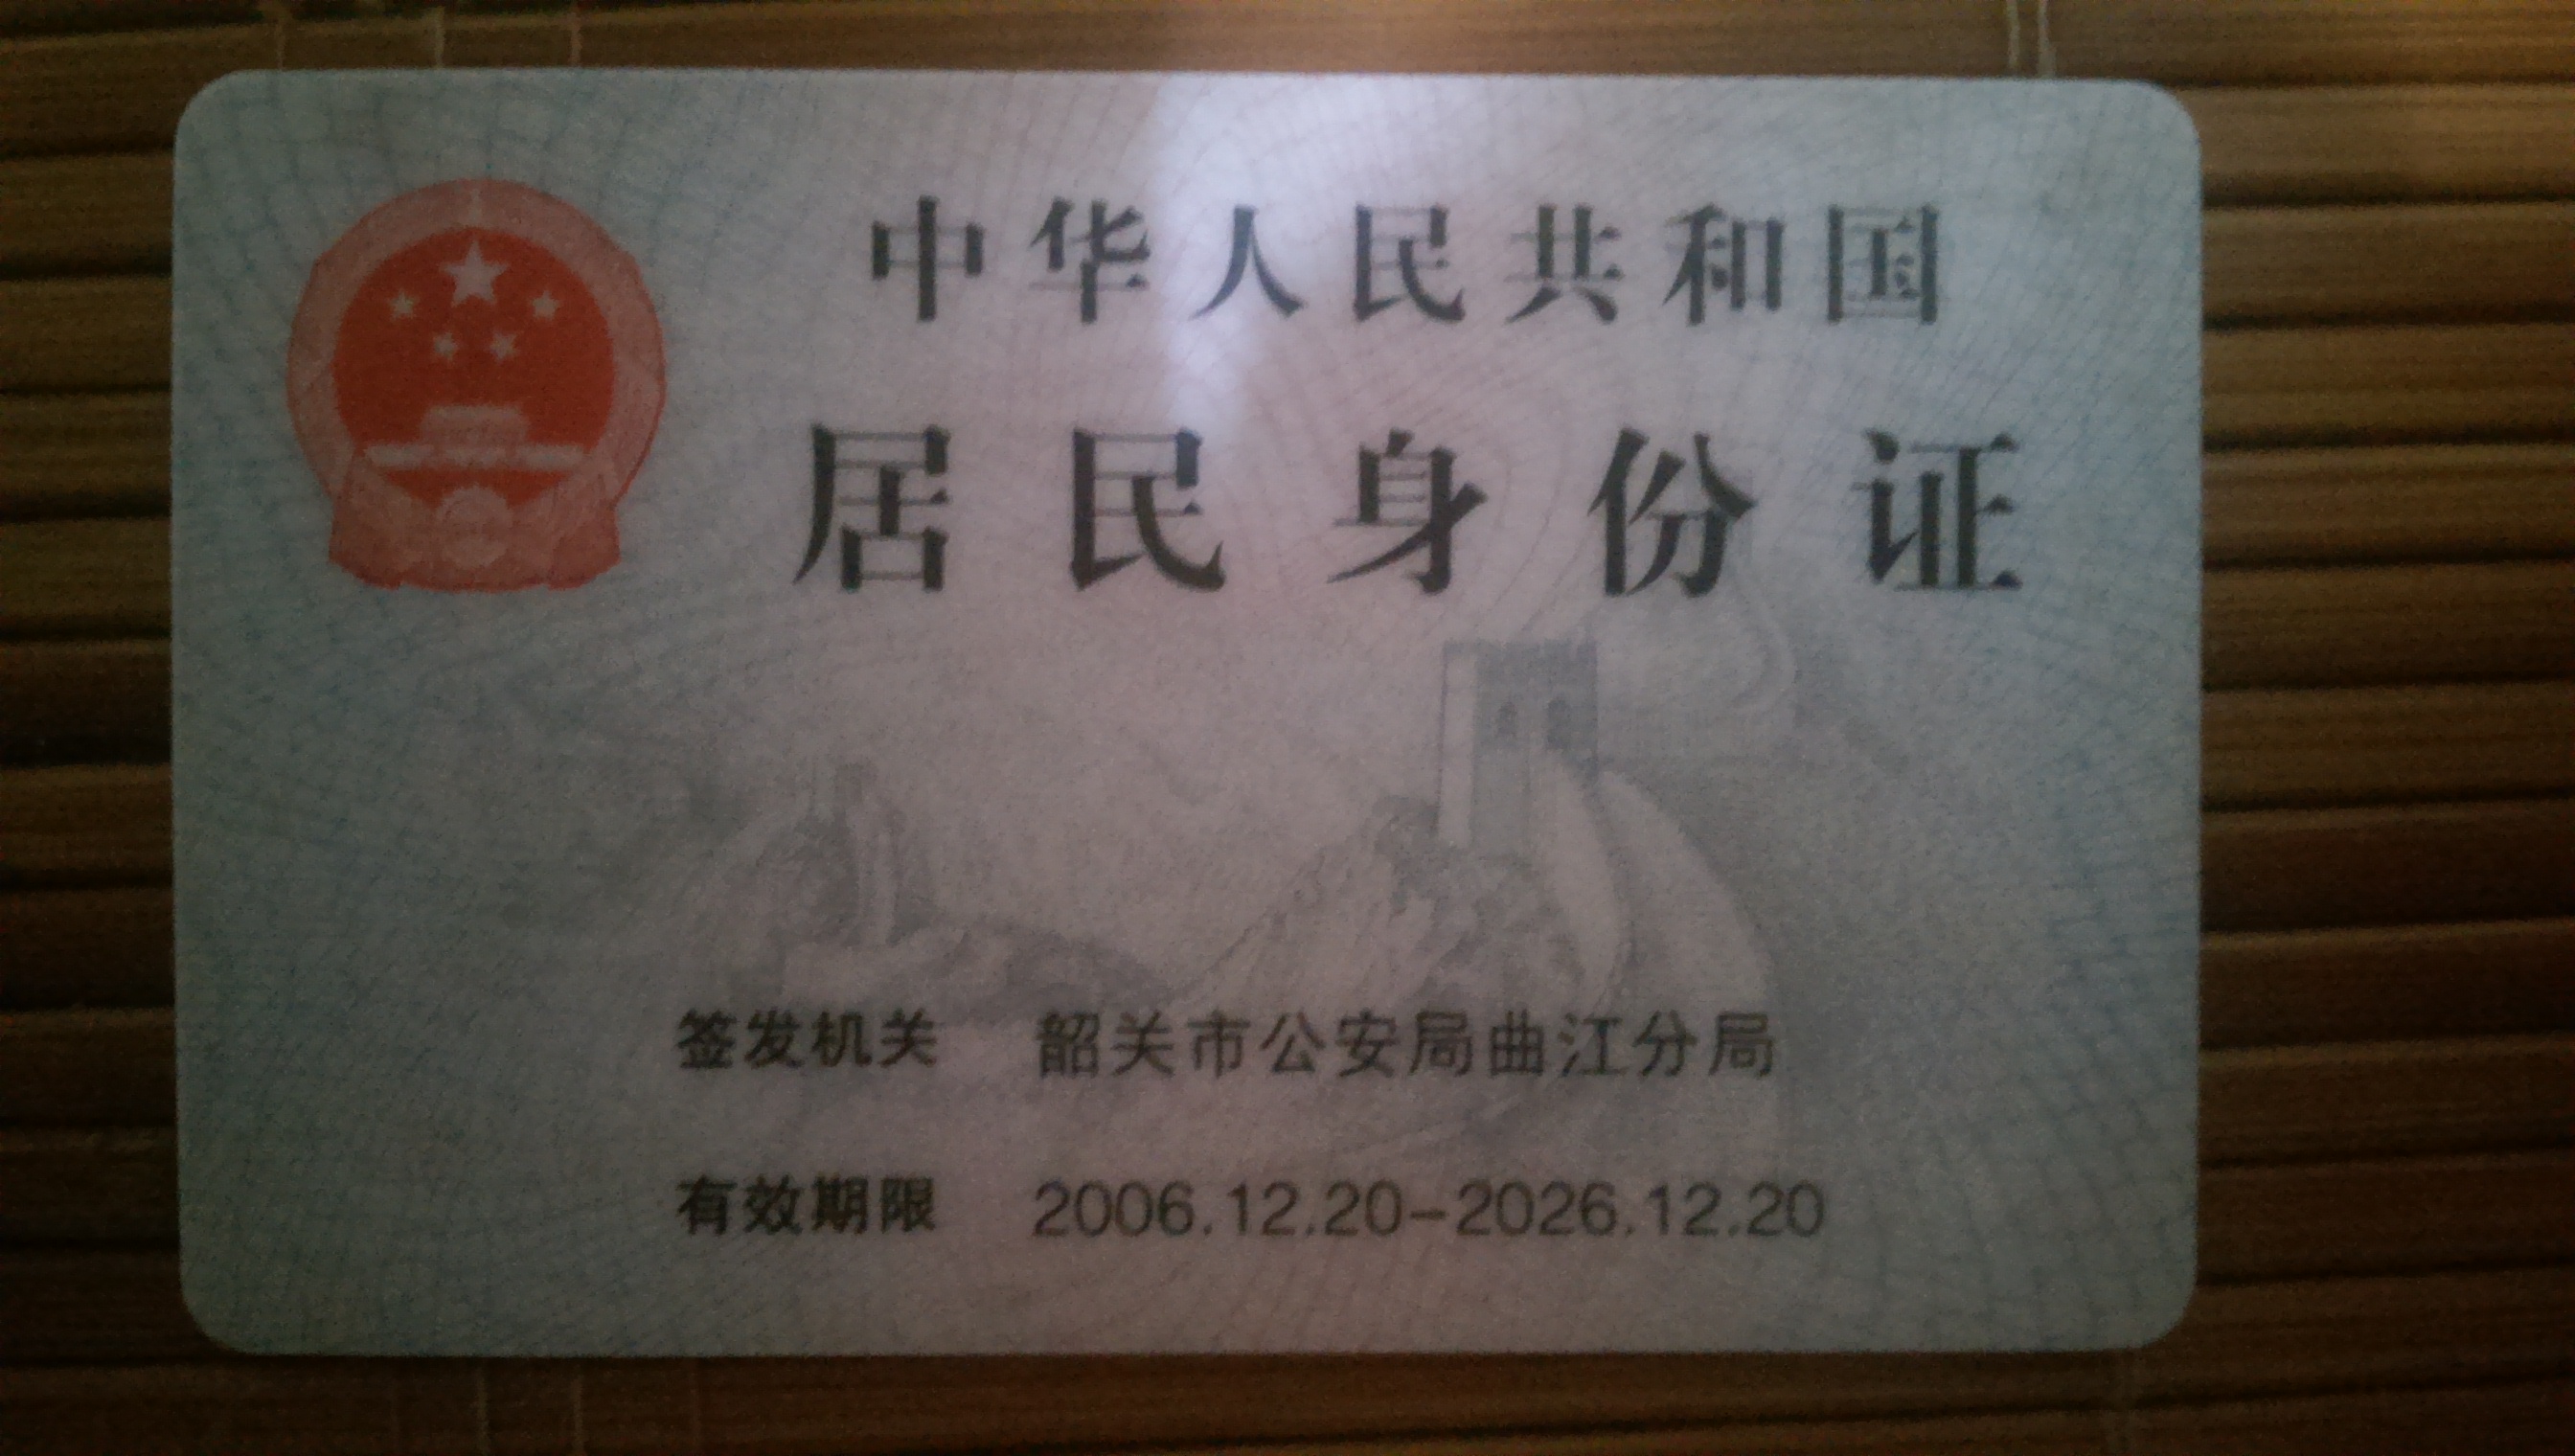 中华人民共和国
居民身份证
签发机关 韶关市公安局曲江分局
有效期限 2006.12.20-2026.12.20